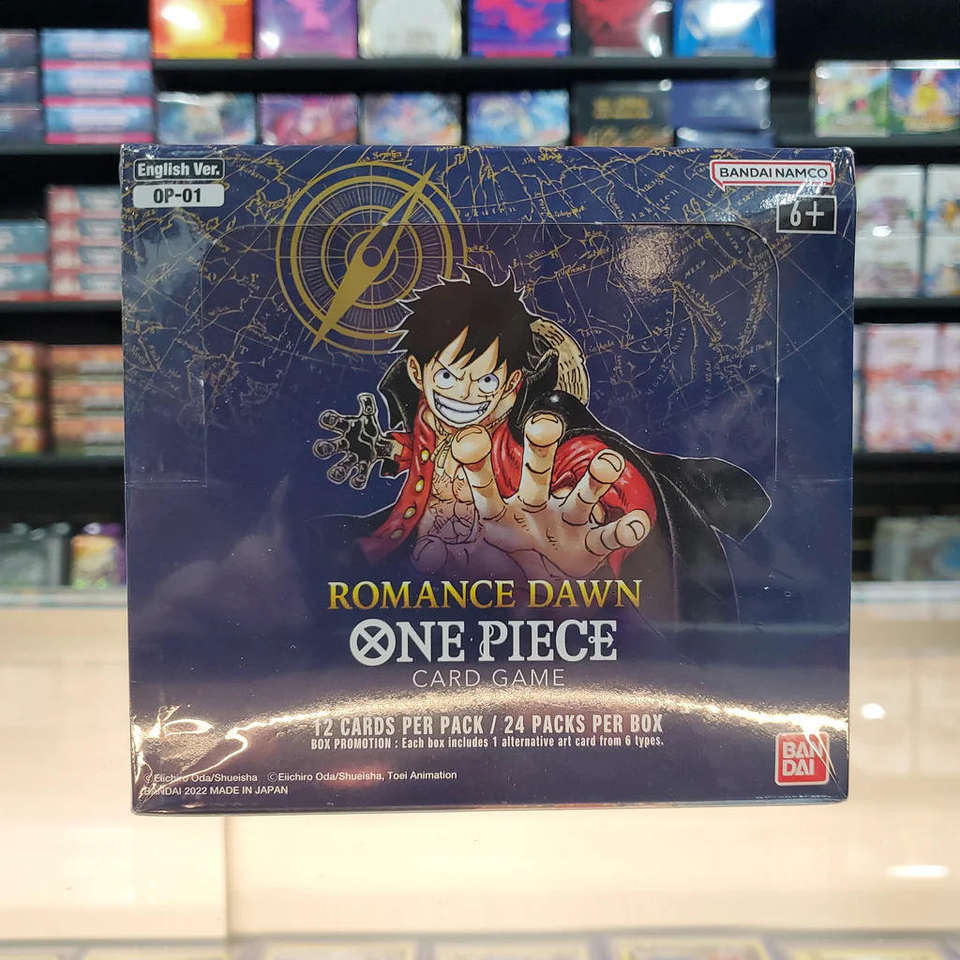 English Ver.
OP-01
BANDAI NAMCO
6+
ROMANCE DAWN
ONE PIECE
CARD GAME
12 CARDS PER PACK / 24 PACKS PER BOX
BOX PROMOTION : Each box includes 1 alternative art card from 6 types.
BAN
DAI
©Eiichiro Oda/Shueisha ©Eiichiro Oda/Shueisha, Toei Animation
©BANDAI 2022 MADE IN JAPAN